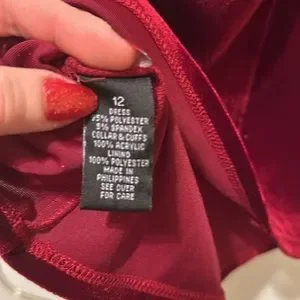 12
DRESS
95% POLYESTER
5% SPANDEX
COLLAR & CUFFS
100% ACRYLIC
LINING
100% POLYESTER
MADE IN
PHILIPPINES
SEE OVER
FOR CARE